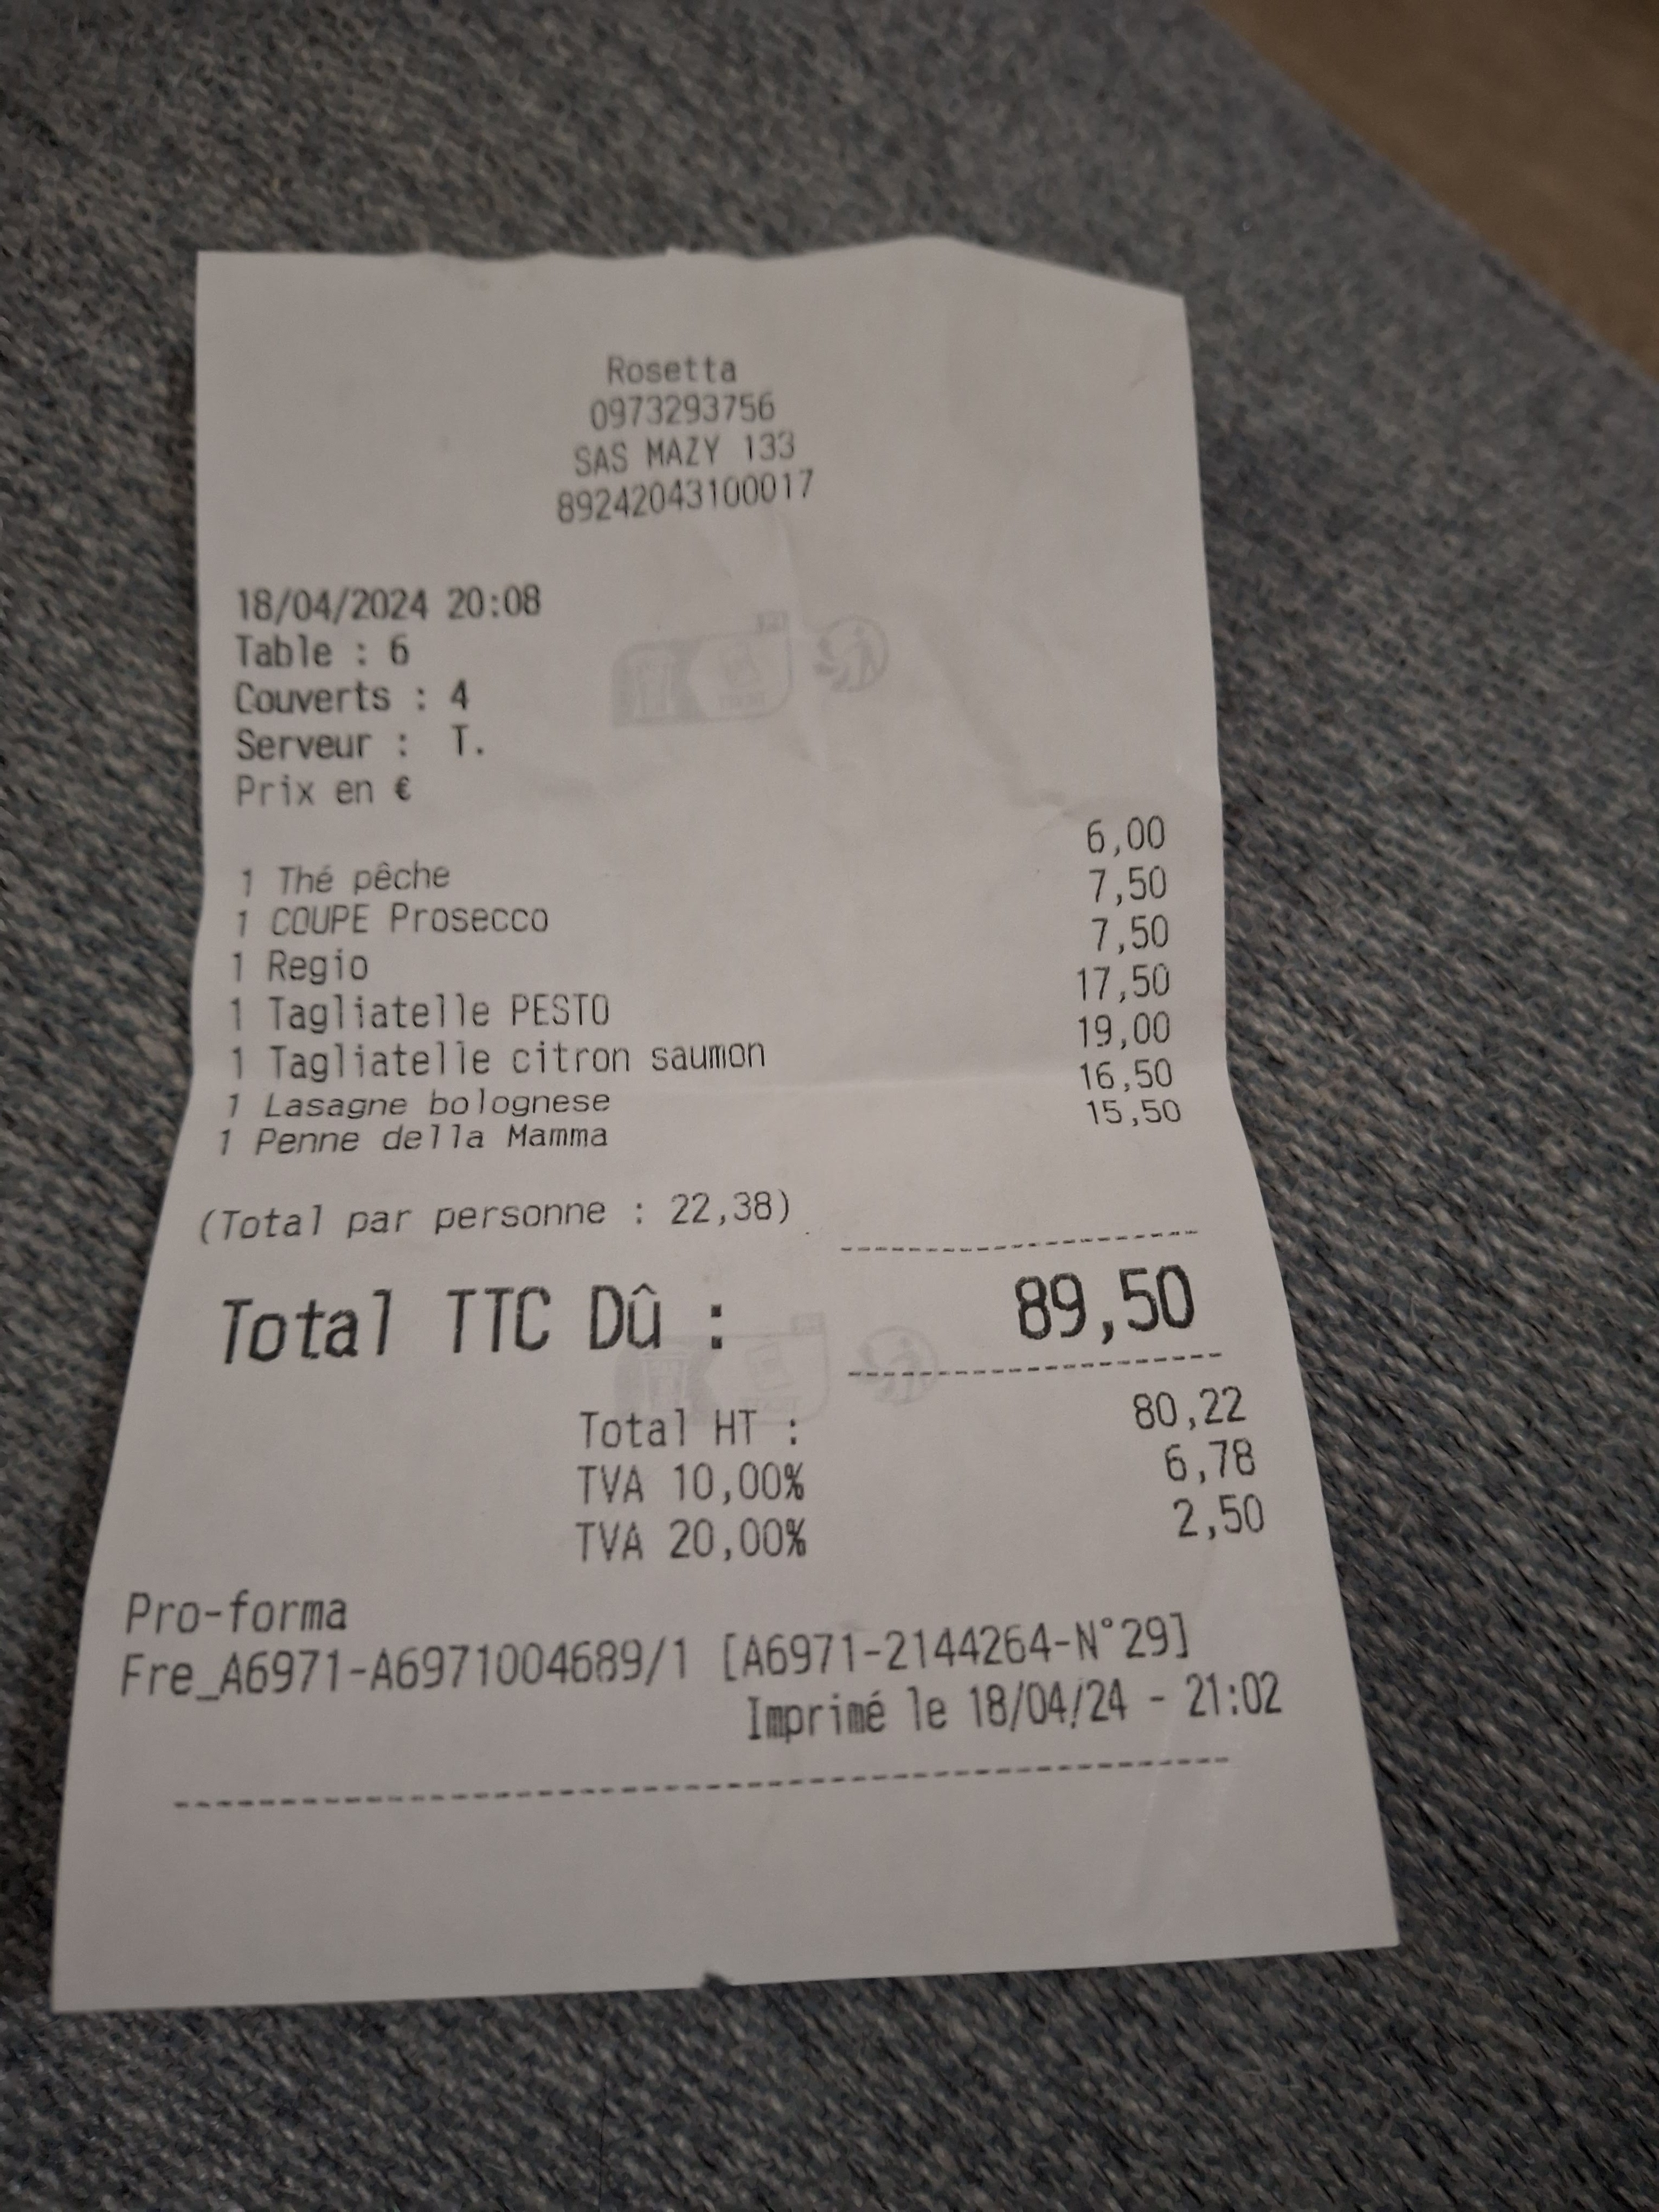 Rosetta
0973293756
SAS MAZY 133
89242043100017
18/04/2024 20:08
Table : 6
Couverts : 4
Serveur : T.
Prix en €
1 Thé pêche 6,00
1 COUPE Prosecco 7,50
1 Regio 7,50
1 Tagliatelle PESTO 17,50
1 Tagliatelle citron saumon 19,00
1 Lasagne bolognese 16,50
1 Penne della Mamma 15,50
(Total par personne : 22,38)
Total TTC Dû : 89,50
Total HT : 80,22
TVA 10,00% 6,78
TVA 20,00% 2,50
Pro-forma
Fre_A6971-A6971004689/1 [A6971-2144264-N°29]
Imprimé le 18/04/24 - 21:02